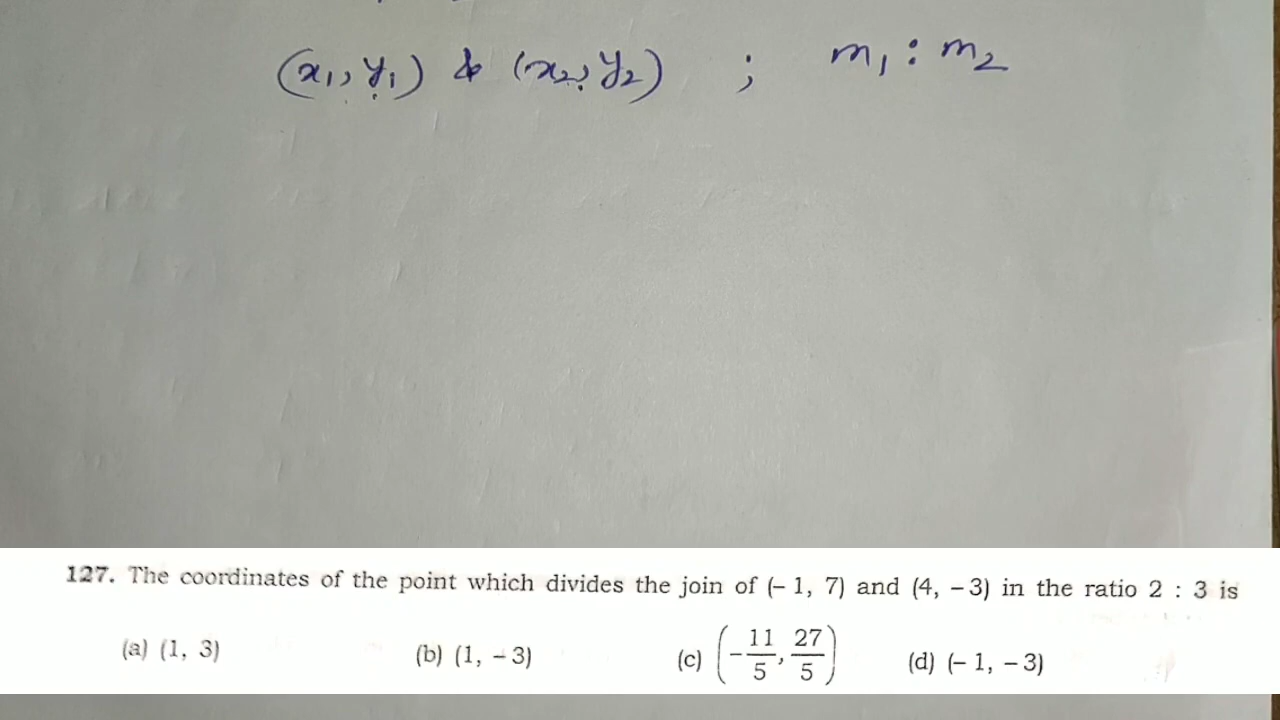 (x₁, y₁) & (x₂, y₂) ; m₁ : m₂
127. The coordinates of the point which divides the join of (– 1, 7) and (4, – 3) in the ratio 2 : 3 is
(a) (1, 3) (b) (1, – 3) (c) (–11/5, 27/5) (d) (– 1, – 3)